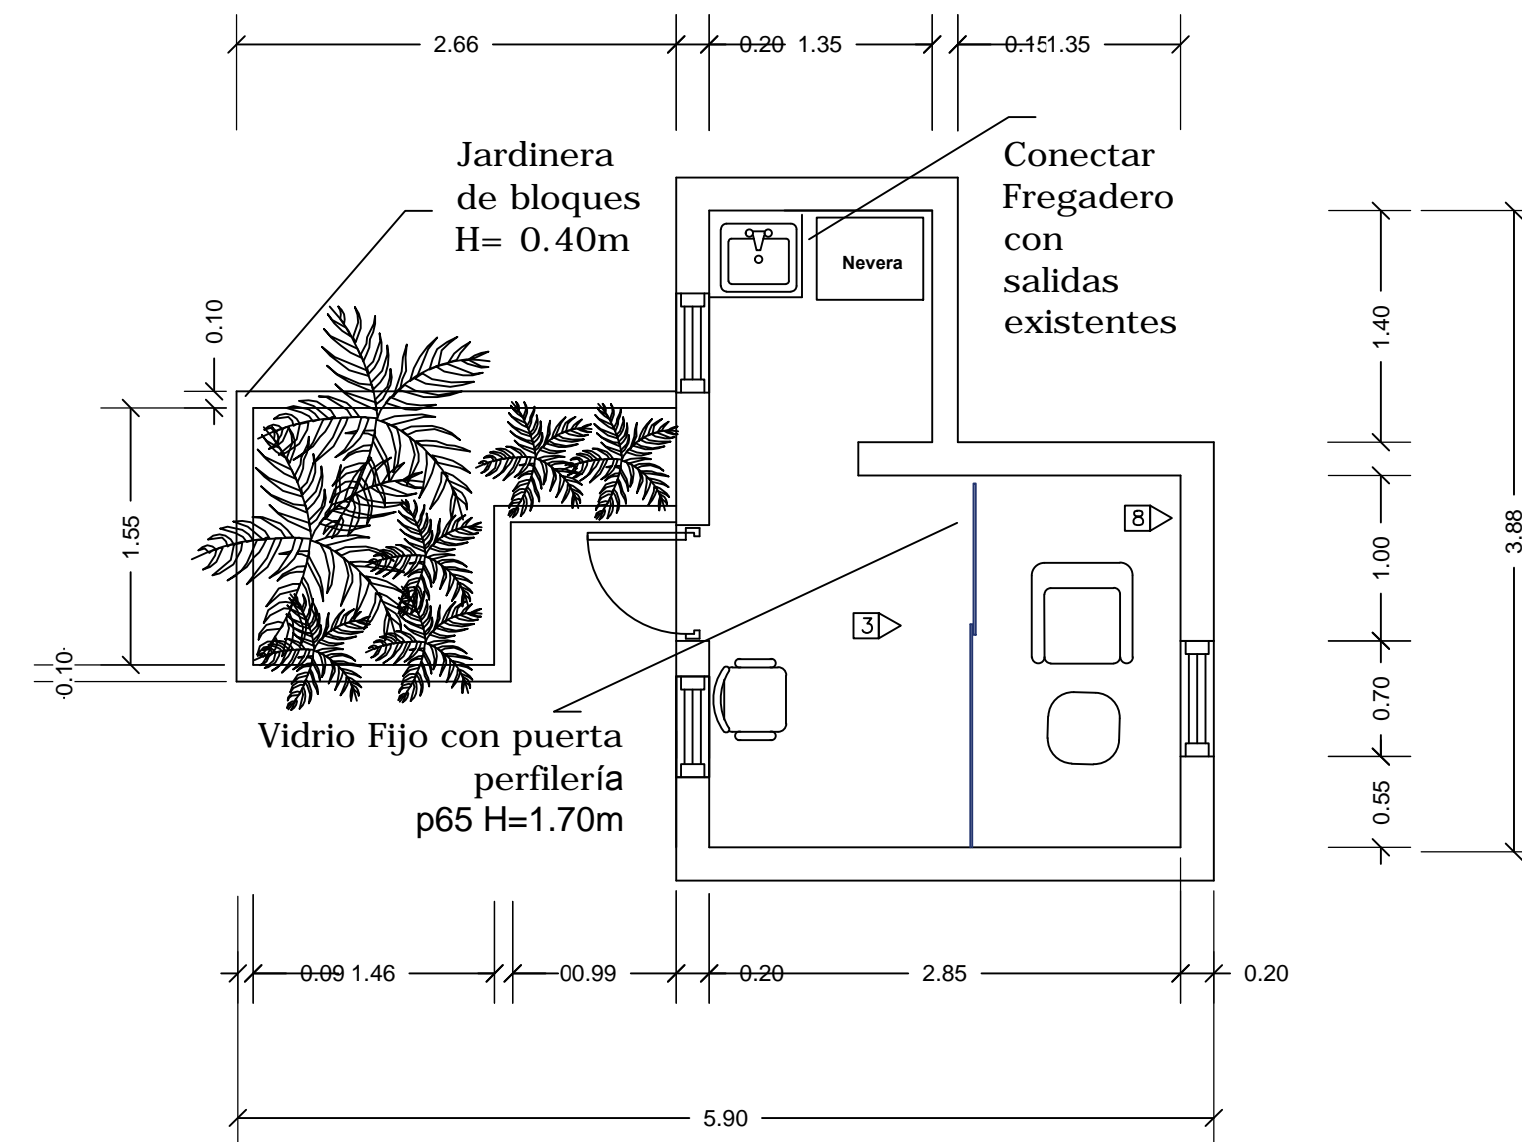 2.66
0.20
1.35
0.15
1.35
Jardinera
de bloques
H= 0.40m
Conectar
Fregadero
con
salidas
existentes
Nevera
0.10
1.55
0.10
8
3
1.40
1.00
0.70
0.55
3.88
Vidrio Fijo con puerta
perfilería
p65 H=1.70m
0.09
1.46
00.99
0.20
2.85
0.20
5.90